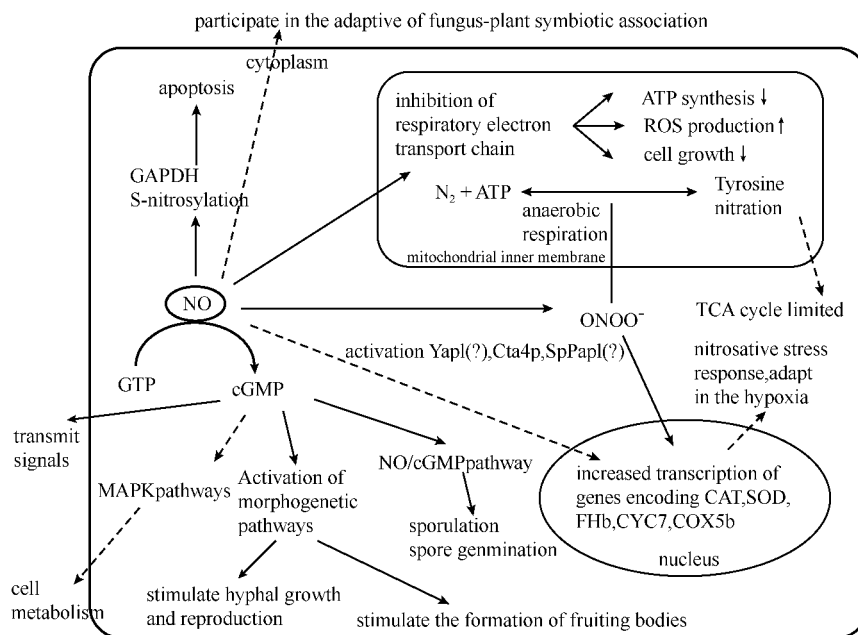 participate in the adaptive of fungus-plant symbiotic association
cytoplasm
apoptosis
GAPDH
S-nitrosylation
inhibition of
respiratory electron
transport chain
ATP synthesis↓
ROS production↑
cell growth↓
N₂ + ATP
anaerobic
respiration
Tyrosine
nitration
mitochondrial inner membrane
NO
ONOO⁻
TCA cycle limited
GTP
cGMP
activation Yapl(?),Cta4p,SpPapl(?)
nitrosative stress
response,adapt
in the hypoxia
transmit
signals
MAPKpathways
Activation of
morphogenetic
pathways
NO/cGMPpathway
sporulation
spore genmination
increased transcription of
genes encoding CAT,SOD,
FHb,CYC7,COX5b
nucleus
cell
metabolism
stimulate hyphal growth
and reproduction
stimulate the formation of fruiting bodies